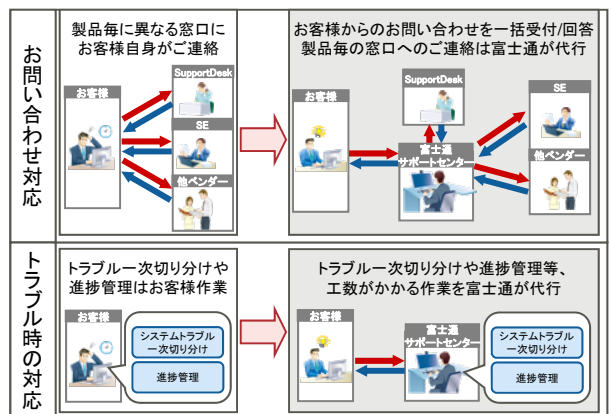 お問い合わせ対応
製品毎に異なる窓口に
お客様自身がご連絡
お客様
SupportDesk
SE
他ベンダー
お客様からのお問い合わせを一括受付/回答
製品毎の窓口へのご連絡は富士通が代行
お客様
SupportDesk
富士通
サポートセンター
SE
他ベンダー
トラブル時の対応
トラブル一次切り分けや
進捗管理はお客様作業
お客様
システムトラブル
一次切り分け
進捗管理
トラブル一次切り分けや進捗管理等、
工数がかかる作業を富士通が代行
お客様
富士通
サポートセンター
システムトラブル
一次切り分け
進捗管理